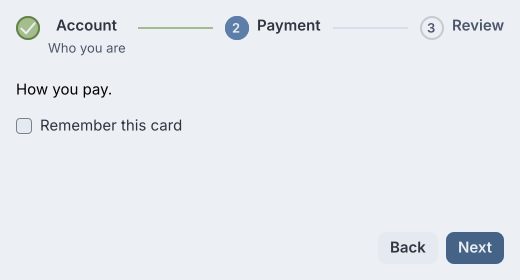 Account
Who you are
2 Payment
3 Review
How you pay.
Remember this card
Back Next